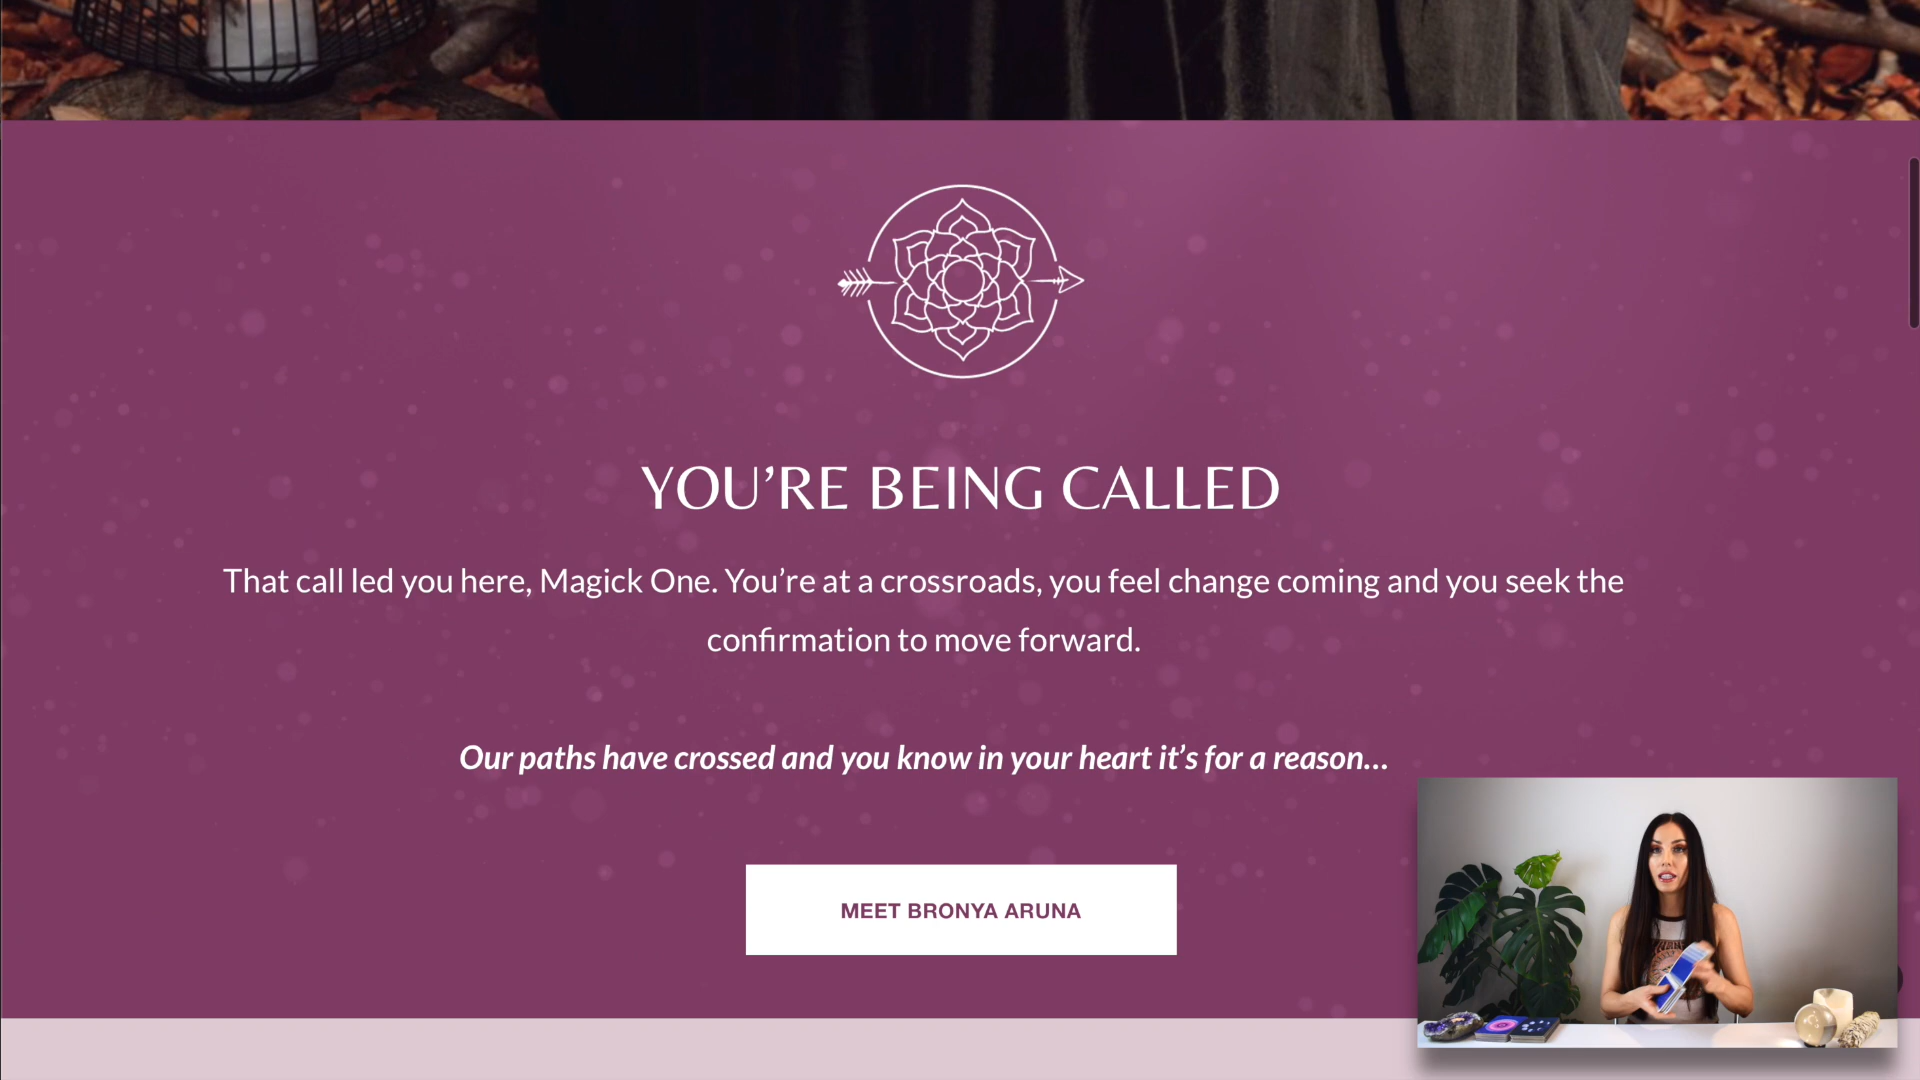 YOU’RE BEING CALLED
That call led you here, Magick One. You’re at a crossroads, you feel change coming and you seek the
confirmation to move forward.
Our paths have crossed and you know in your heart it’s for a reason...
MEET BRONYA ARUNA